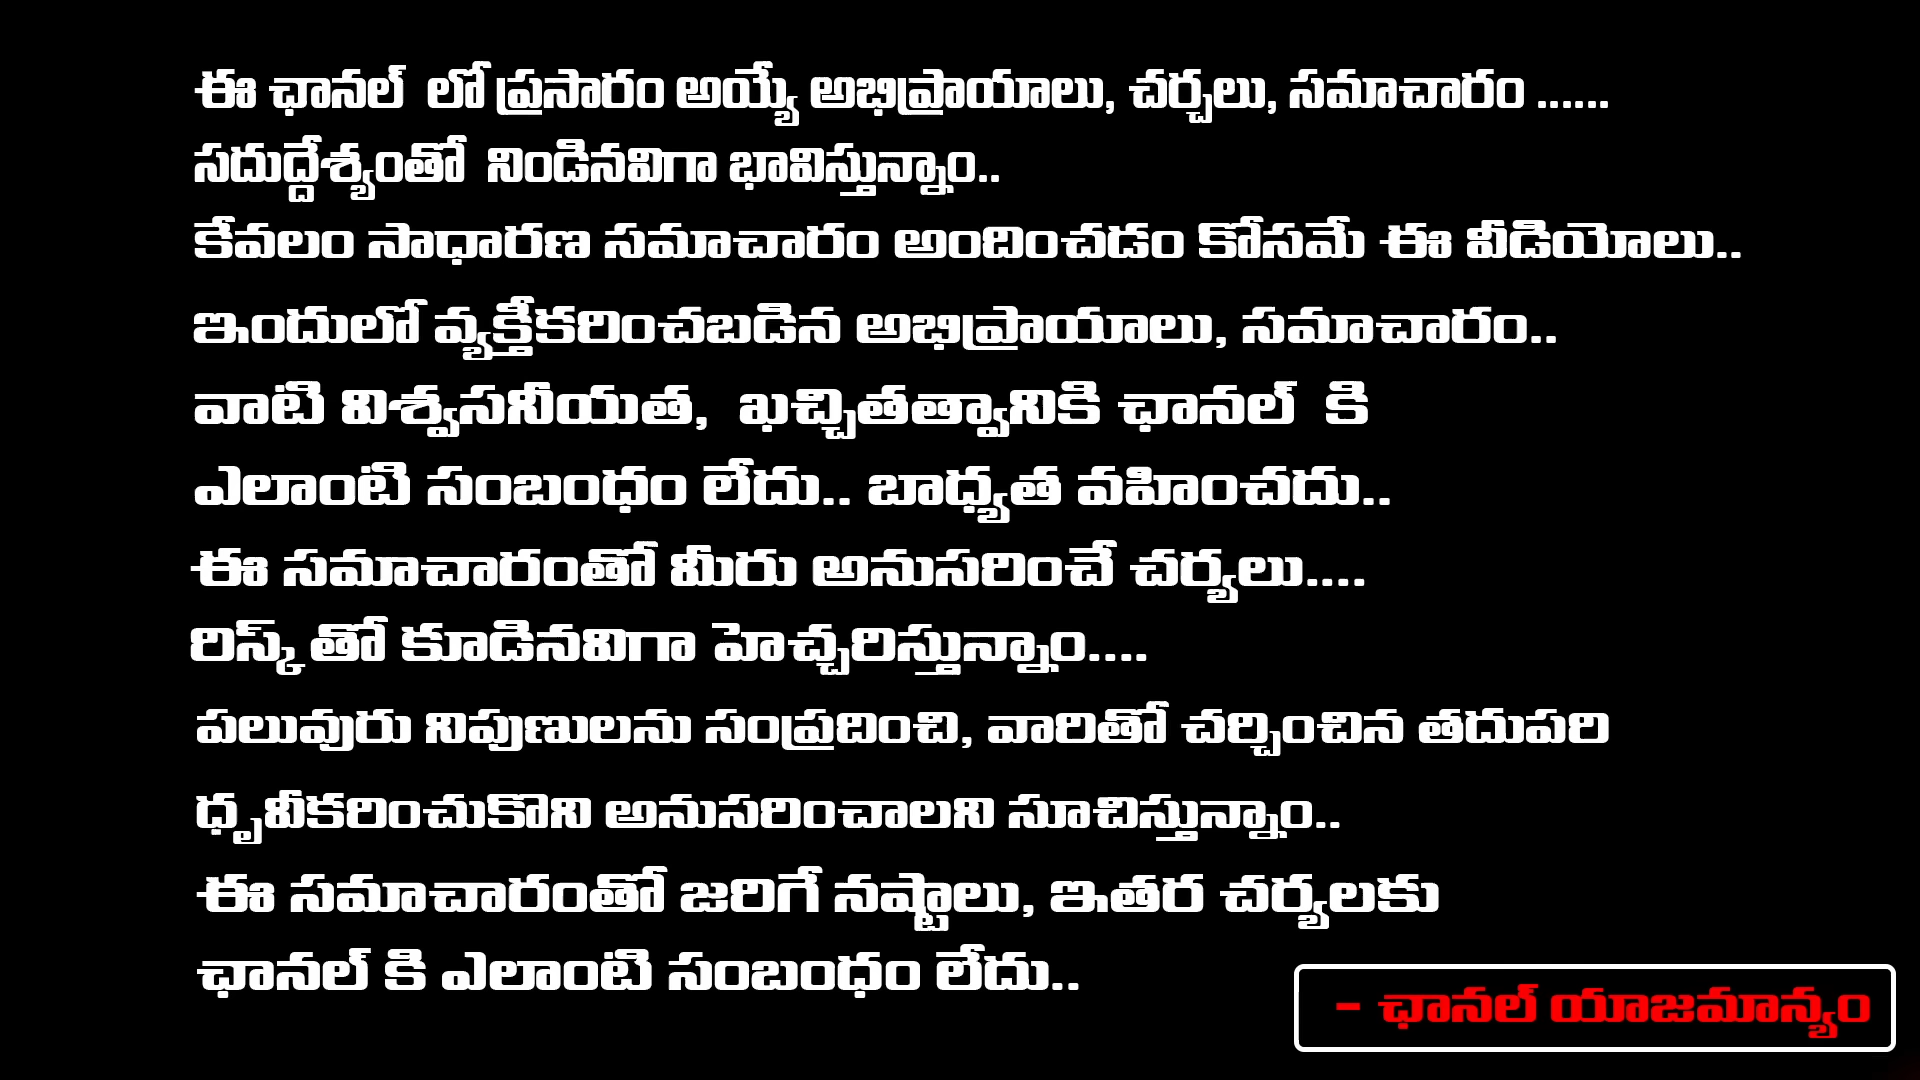 ఈ ఛానల్ లో ప్రసారం అయ్యే అభిప్రాయాలు, చర్చలు, సమాచారం ......
సదుద్దేశ్యంతో నిండినవిగా భావిస్తున్నాం..
కేవలం సాధారణ సమాచారం అందించడం కోసమే ఈ వీడియోలు..
ఇందులో వ్యక్తీకరించబడిన అభిప్రాయాలు, సమాచారం..
వాటి విశ్వసనీయత, ఖచ్చితత్వానికి ఛానల్ కి
ఎలాంటి సంబంధం లేదు.. బాధ్యత వహించదు..
ఈ సమాచారంతో మీరు అనుసరించే చర్యలు....
రిస్క్ తో కూడినవిగా హెచ్చరిస్తున్నాం....
పలువురు నిపుణులను సంప్రదించి, వారితో చర్చించిన తదుపరి
ధృవీకరించుకొని అనుసరించాలని సూచిస్తున్నాం..
ఈ సమాచారంతో జరిగే నష్టాలు, ఇతర చర్యలకు
ఛానల్ కి ఎలాంటి సంబంధం లేదు..
- ఛానల్ యాజమాన్యం